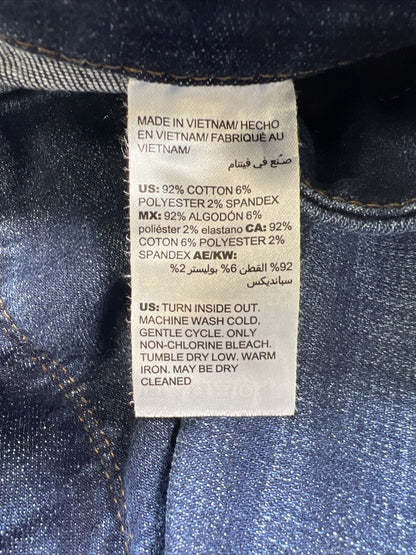 MADE IN VIETNAM/ HECHO
EN VIETNAM/ FABRIQUÉ AU
VIETNAM/
صنّع في فيتنام
US: 92% COTTON 6%
POLYESTER 2% SPANDEX
MX: 92% ALGODÓN 6%
poliéster 2% elastano CA: 92%
COTON 6% POLYESTER 2%
SPANDEX AE/KW:
92% القطن 6% بوليستر 2%
سبانديكس
US: TURN INSIDE OUT.
MACHINE WASH COLD,
GENTLE CYCLE. ONLY
NON-CHLORINE BLEACH.
TUMBLE DRY LOW. WARM
IRON. MAY BE DRY
CLEANED